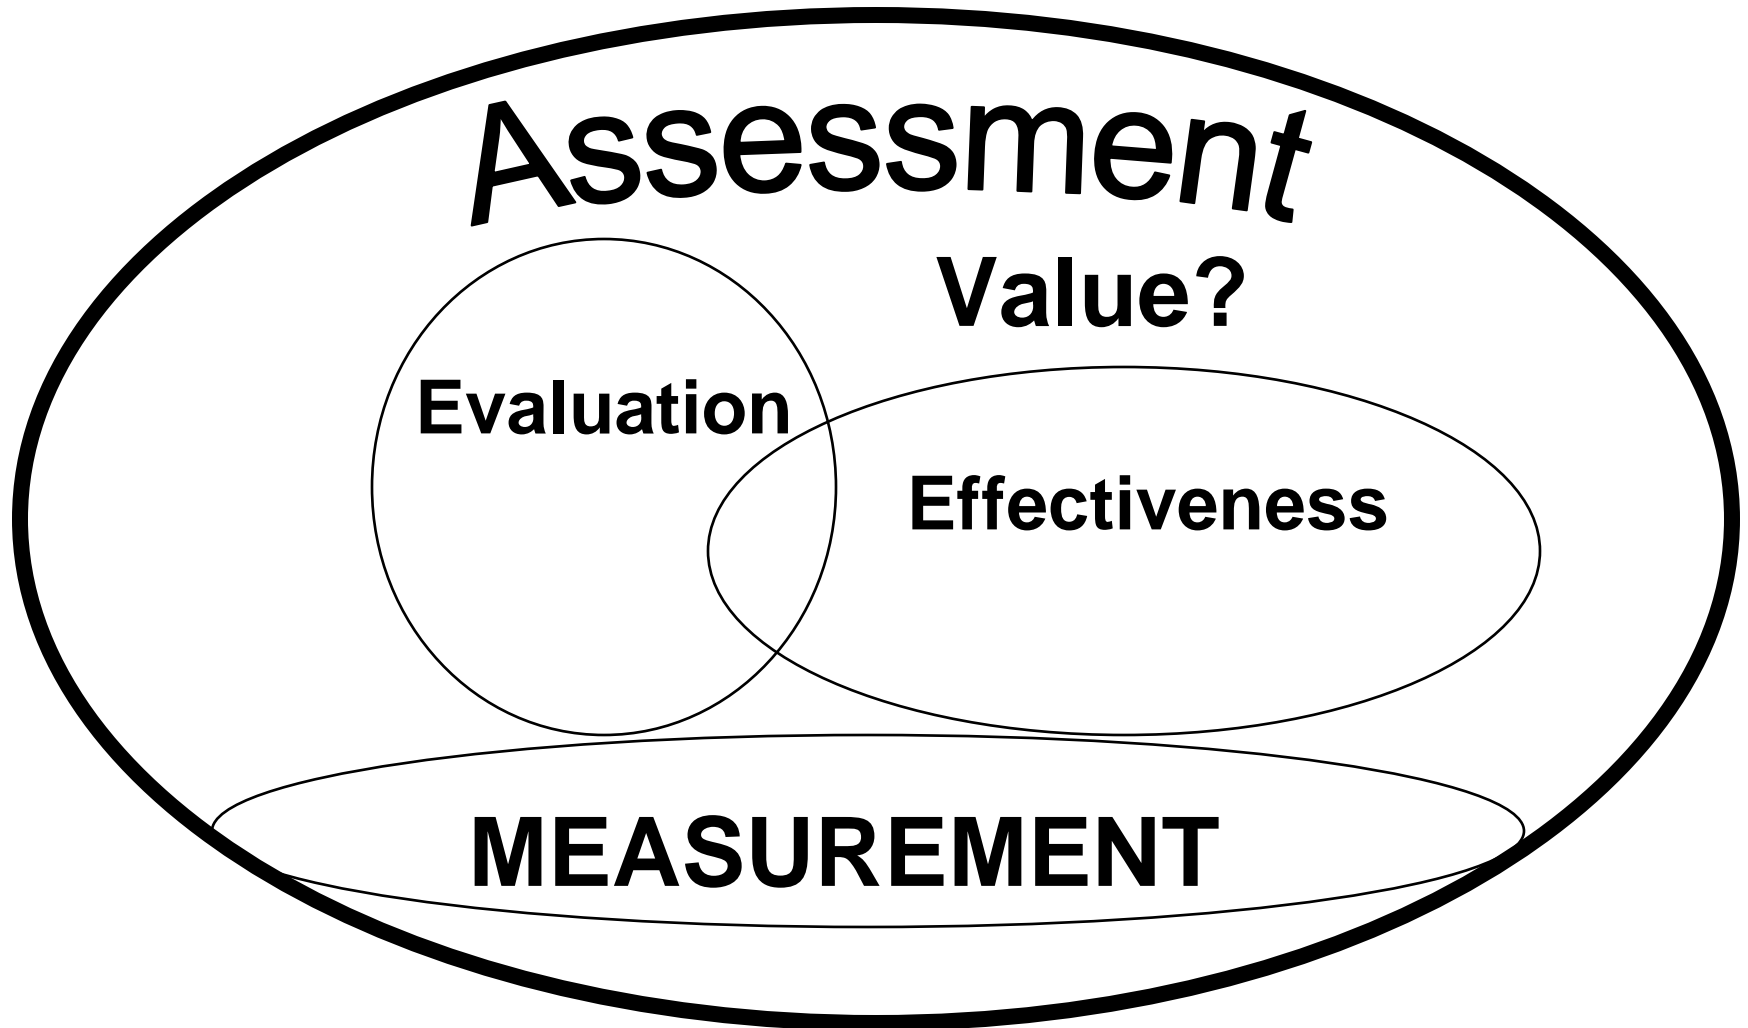 Assessment
Value?
Evaluation
Effectiveness
MEASUREMENT